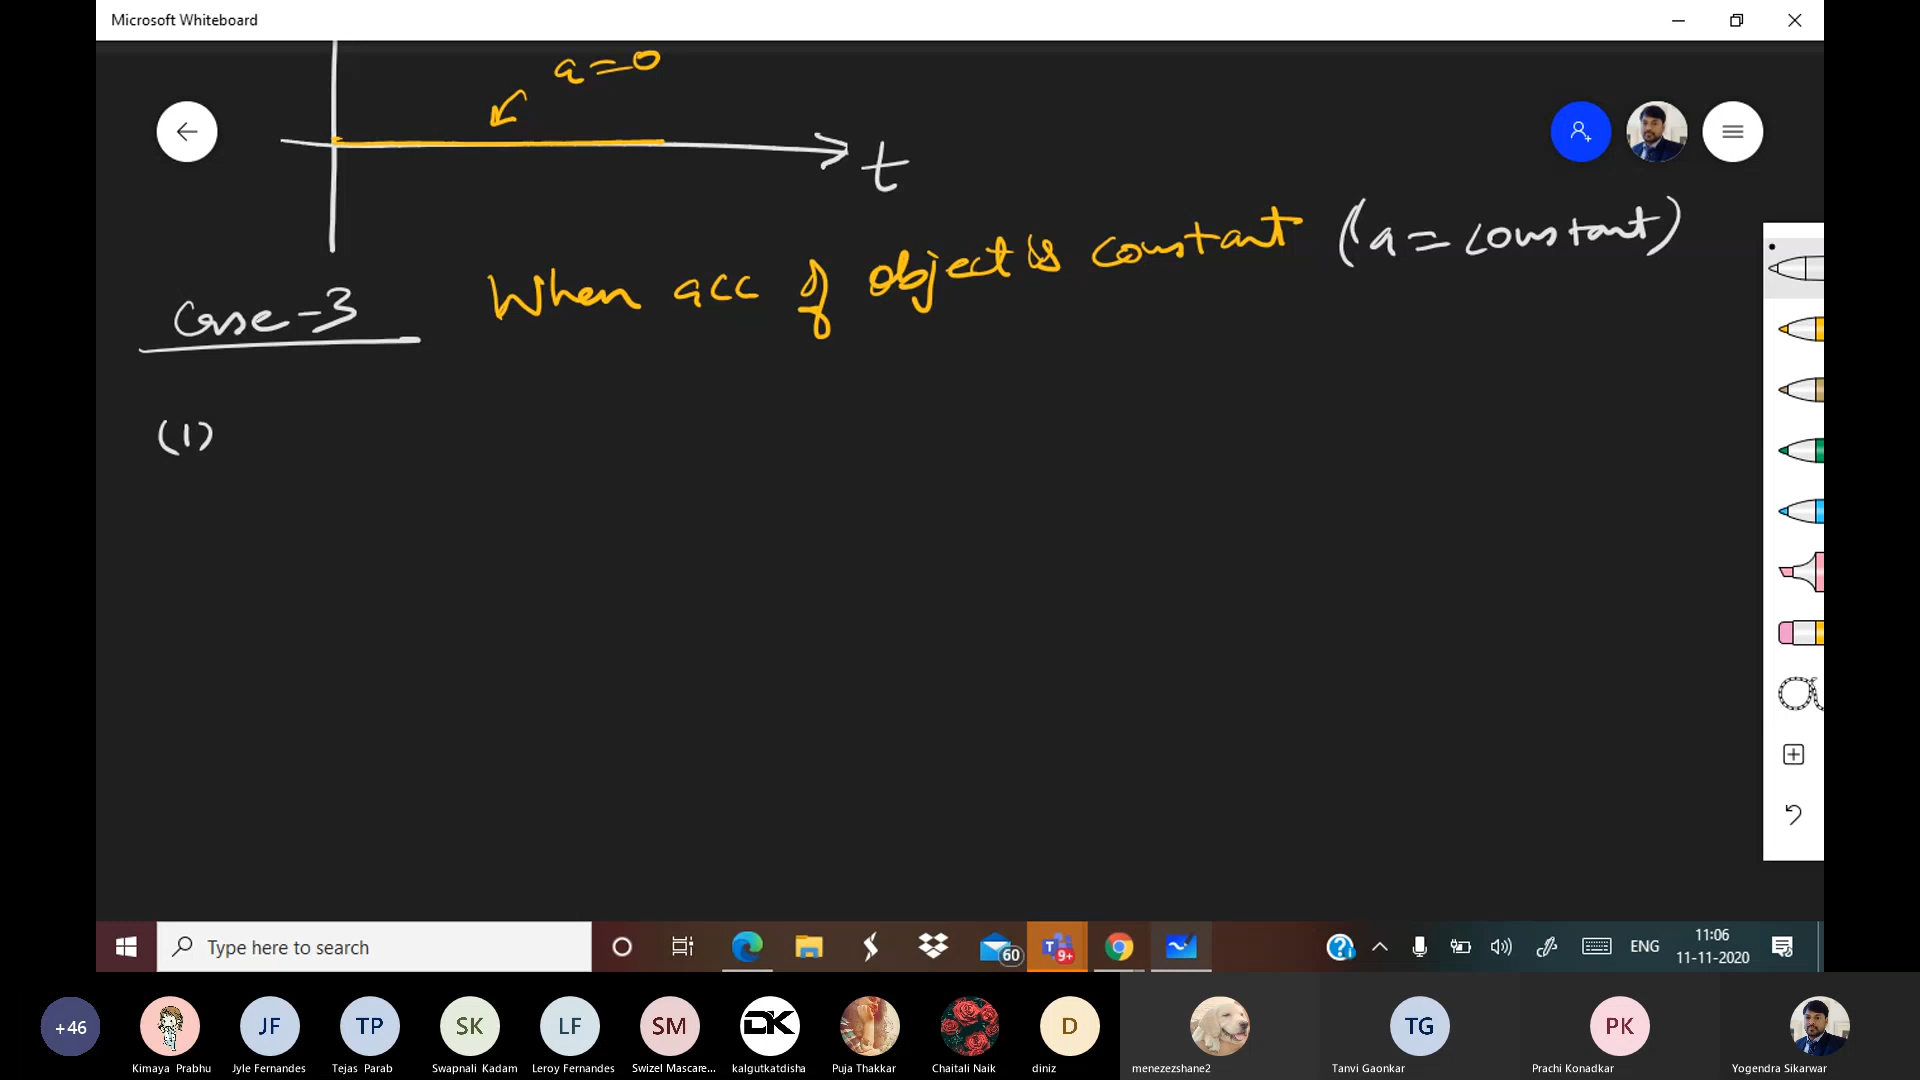 Microsoft Whiteboard
a=0
t
When acc of object is constant (a = constant)
Case-3
(1)
Type here to search
60
9+
ENG
11:06
11-11-2020
+46
JF
TP
SK
LF
SM
DK
D
TG
PK
Kimaya Prabhu
Jyle Fernandes
Tejas Parab
Swapnali Kadam
Leroy Fernandes
Swizel Mascare...
kalgutkatdisha
Puja Thakkar
Chaitali Naik
diniz
menezezshane2
Tanvi Gaonkar
Prachi Konadkar
Yogendra Sikarwar